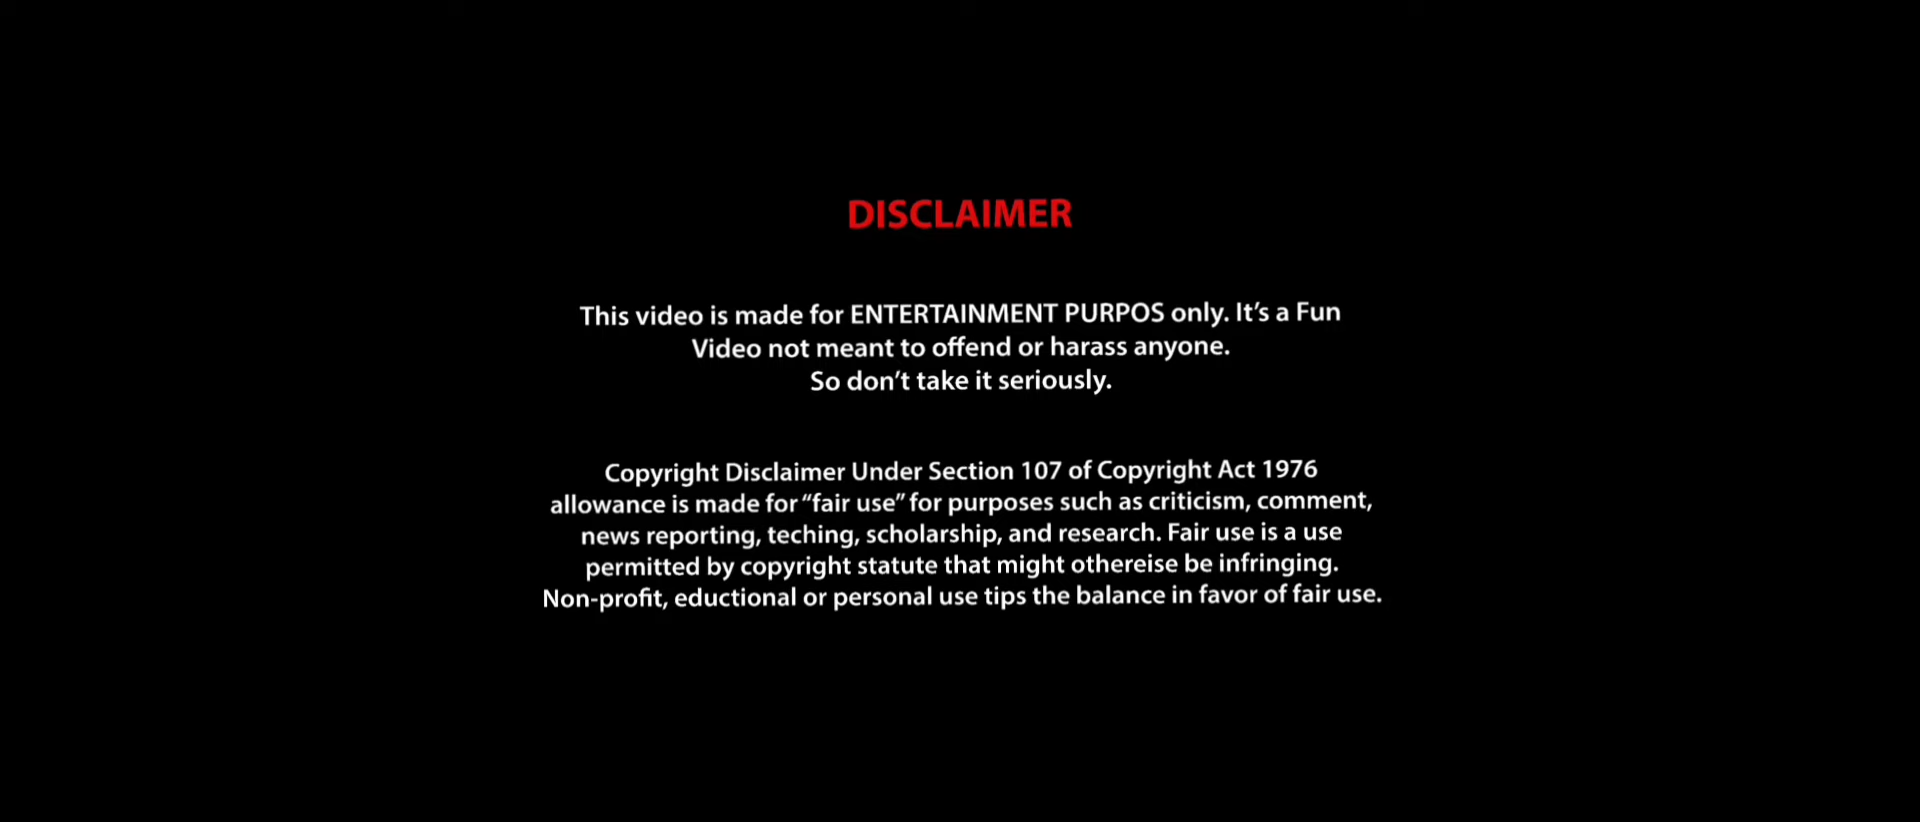 DISCLAIMER
This video is made for ENTERTAINMENT PURPOS only. It’s a Fun
Video not meant to offend or harass anyone.
So don’t take it seriously.
Copyright Disclaimer Under Section 107 of Copyright Act 1976
allowance is made for “fair use” for purposes such as criticism, comment,
news reporting, teching, scholarship, and research. Fair use is a use
permitted by copyright statute that might othereise be infringing.
Non-profit, eductional or personal use tips the balance in favor of fair use.